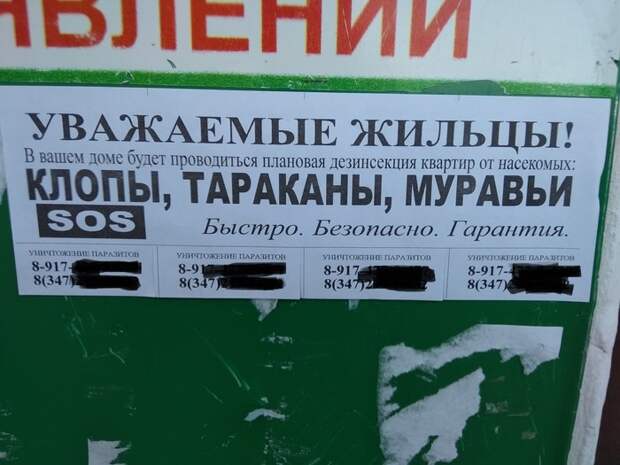 ЯВЛЕНИЙ
УВАЖАЕМЫЕ ЖИЛЬЦЫ!
В вашем доме будет проводиться плановая дезинсекция квартир от насекомых:
КЛОПЫ, ТАРАКАНЫ, МУРАВЬИ
SOS Быстро. Безопасно. Гарантия.
УНИЧТОЖЕНИЕ ПАРАЗИТОВ УНИЧТОЖЕНИЕ ПАРАЗИТОВ УНИЧТОЖЕНИЕ ПАРАЗИТОВ УНИЧТОЖЕНИЕ ПАРАЗИТОВ
8-917- 8-91 8-917- 8-917-
8(347) 8(347) 8(347)2 8(347)